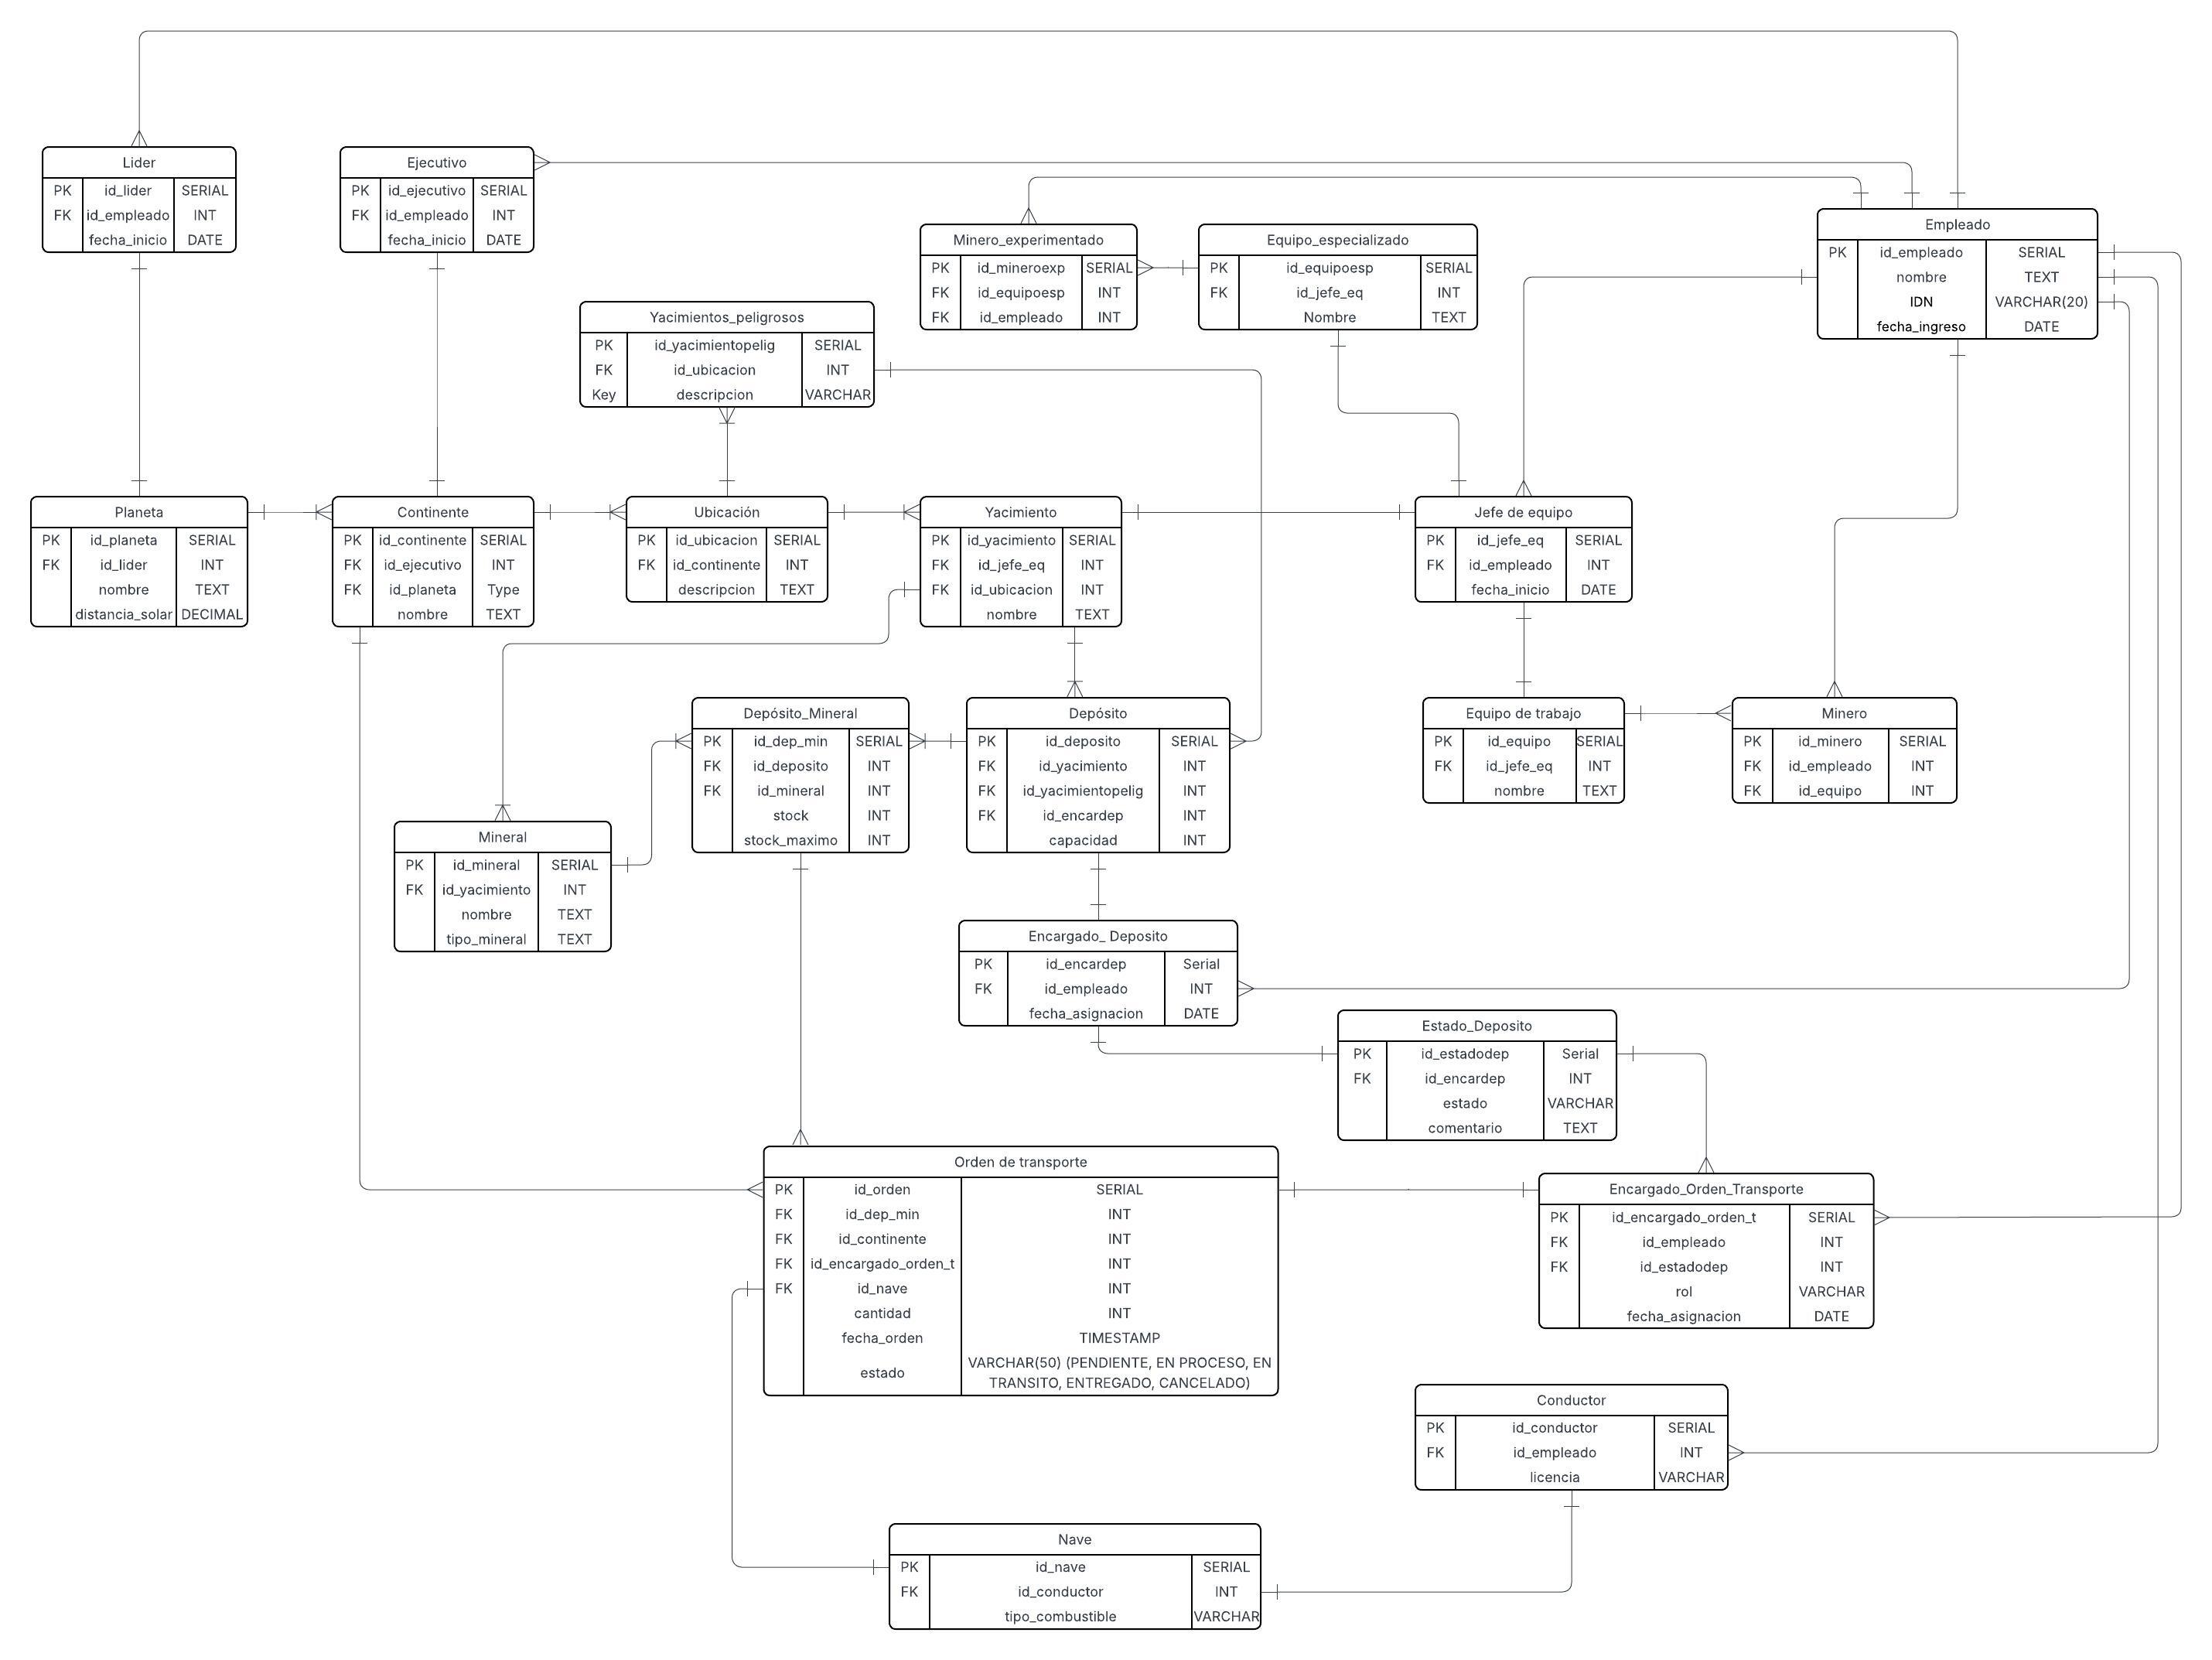 Lider
PK id_lider SERIAL
FK id_empleado INT
fecha_inicio DATE
Ejecutivo
PK id_ejecutivo SERIAL
FK id_empleado INT
fecha_inicio DATE
Minero_experimentado
PK id_mineroexp SERIAL
FK id_equipoesp INT
FK id_empleado INT
Equipo_especializado
PK id_equipoesp SERIAL
FK id_jefe_eq INT
Nombre TEXT
Empleado
PK id_empleado SERIAL
nombre TEXT
IDN VARCHAR(20)
fecha_ingreso DATE
Yacimientos_peligrosos
PK id_yacimientopelig SERIAL
FK id_ubicacion INT
Key descripcion VARCHAR
Planeta
PK id_planeta SERIAL
FK id_lider INT
nombre TEXT
distancia_solar DECIMAL
Continente
PK id_continente SERIAL
FK id_ejecutivo INT
FK id_planeta Type
nombre TEXT
Ubicación
PK id_ubicacion SERIAL
FK id_continente INT
descripcion TEXT
Yacimiento
PK id_yacimiento SERIAL
FK id_jefe_eq INT
FK id_ubicacion INT
nombre TEXT
Jefe de equipo
PK id_jefe_eq SERIAL
FK id_empleado INT
fecha_inicio DATE
Depósito_Mineral
PK id_dep_min SERIAL
FK id_deposito INT
FK id_mineral INT
stock INT
stock_maximo INT
Depósito
PK id_deposito SERIAL
FK id_yacimiento INT
FK id_yacimientopelig INT
FK id_encardep INT
capacidad INT
Equipo de trabajo
PK id_equipo SERIAL
FK id_jefe_eq INT
nombre TEXT
Minero
PK id_minero SERIAL
FK id_empleado INT
FK id_equipo INT
Mineral
PK id_mineral SERIAL
FK id_yacimiento INT
nombre TEXT
tipo_mineral TEXT
Encargado_ Deposito
PK id_encardep Serial
FK id_empleado INT
fecha_asignacion DATE
Estado_Deposito
PK id_estadodep Serial
FK id_encardep INT
estado VARCHAR
comentario TEXT
Orden de transporte
PK id_orden SERIAL
FK id_dep_min INT
FK id_continente INT
FK id_encargado_orden_t INT
FK id_nave INT
cantidad INT
fecha_orden TIMESTAMP
estado VARCHAR(50) (PENDIENTE, EN PROCESO, EN
TRANSITO, ENTREGADO, CANCELADO)
Encargado_Orden_Transporte
PK id_encargado_orden_t SERIAL
FK id_empleado INT
FK id_estadodep INT
rol VARCHAR
fecha_asignacion DATE
Conductor
PK id_conductor SERIAL
FK id_empleado INT
licencia VARCHAR
Nave
PK id_nave SERIAL
FK id_conductor INT
tipo_combustible VARCHAR